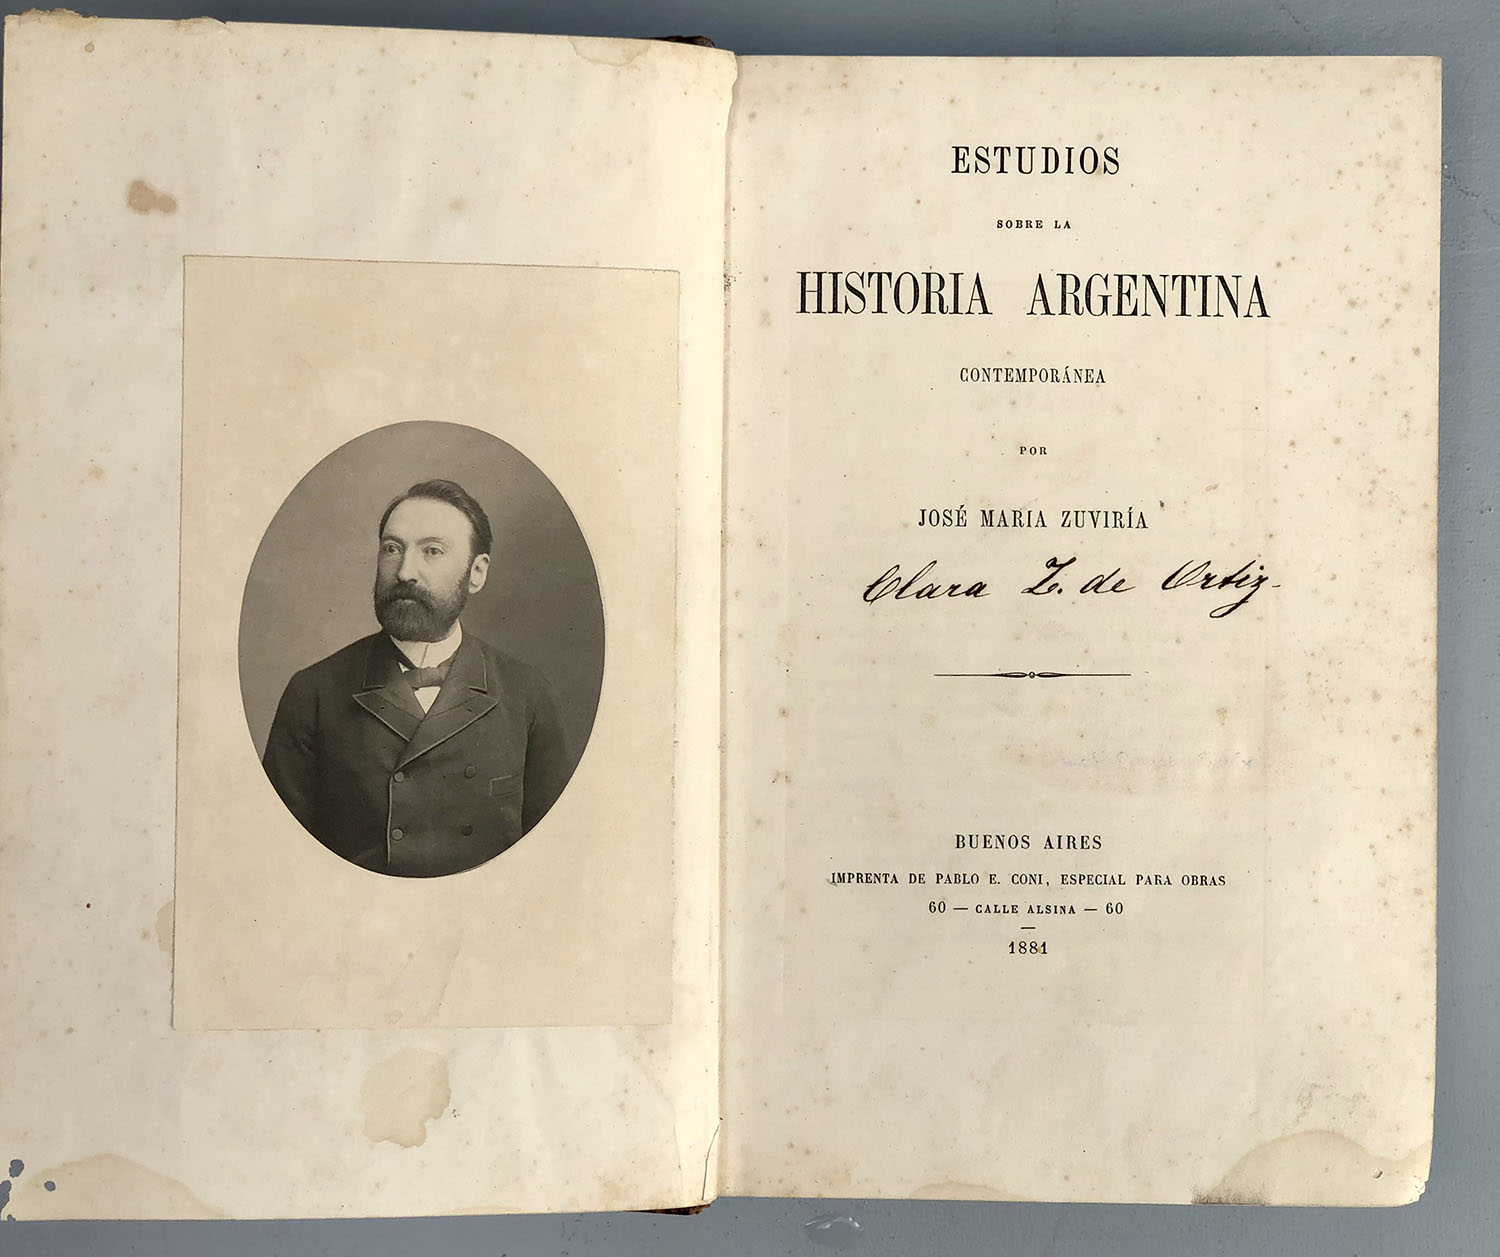 ESTUDIOS
SOBRE LA
HISTORIA ARGENTINA
CONTEMPORÁNEA
POR
JOSÉ MARIA ZUVIRÍA
Clara Z. de Ortiz
BUENOS AIRES
IMPRENTA DE PABLO E. CONI, ESPECIAL PARA OBRAS
60 — CALLE ALSINA — 60
1881